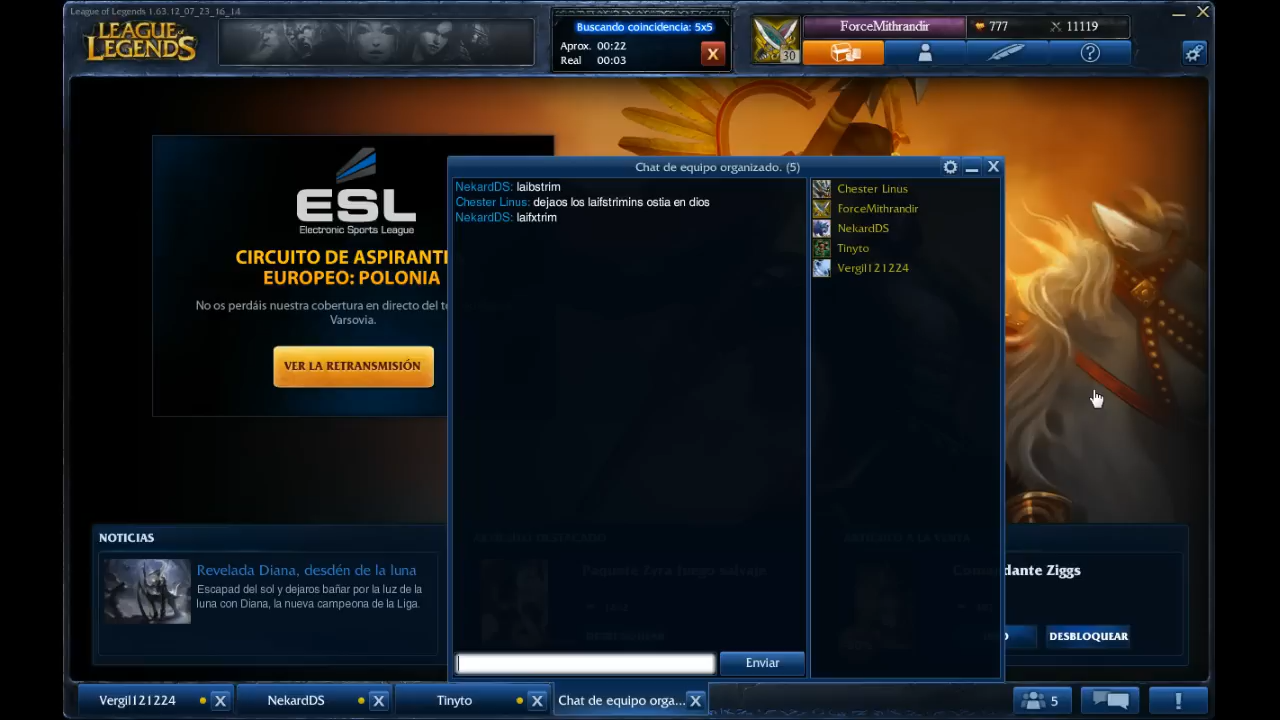 League of Legends 1.63.12_07_23_16_14
LEAGUE of LEGENDS
Buscando coincidencia: 5x5
Aprox. 00:22
Real 00:03
X
30
ForceMithrandir
777
11119
?
ESL
Electronic Sports League
CIRCUITO DE ASPIRANT
EUROPEO: POLONIA
No os perdáis nuestra cobertura en directo del t
Varsovia.
VER LA RETRANSMISIÓN
Chat de equipo organizado. (5)
NekardDS: laibstrim
Chester Linus: dejaos los laifstrimins ostia en dios
NekardDS: laifxtrim
Chester Linus
ForceMithrandir
NekardDS
Tinyto
Vergil121224
NOTICIAS
Revelada Diana, desdén de la luna
Escapad del sol y dejaros bañar por la luz de la
luna con Diana, la nueva campeona de la Liga.
Comandante Ziggs
DESBLOQUEAR
Enviar
Vergil121224
NekardDS
Tinyto
Chat de equipo orga...
5
!